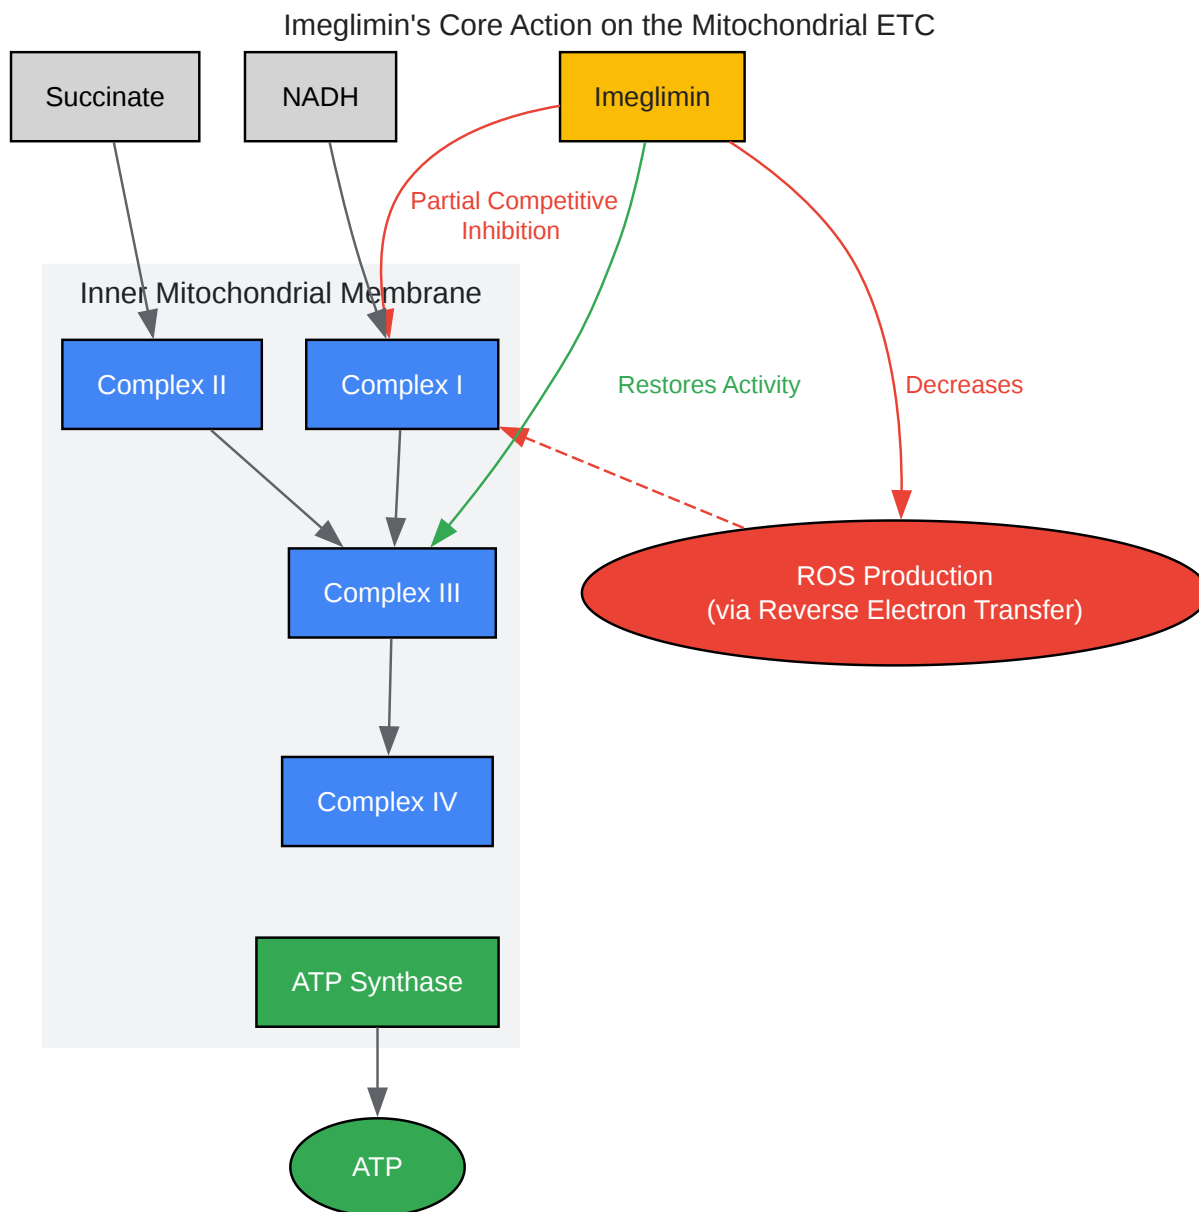 Imeglimin's Core Action on the Mitochondrial ETC
Succinate
NADH
Imeglimin
Partial Competitive
Inhibition
Inner Mitochondrial Membrane
Complex II
Complex I
Restores Activity
Decreases
ROS Production
(via Reverse Electron Transfer)
Complex III
Complex IV
ATP Synthase
ATP